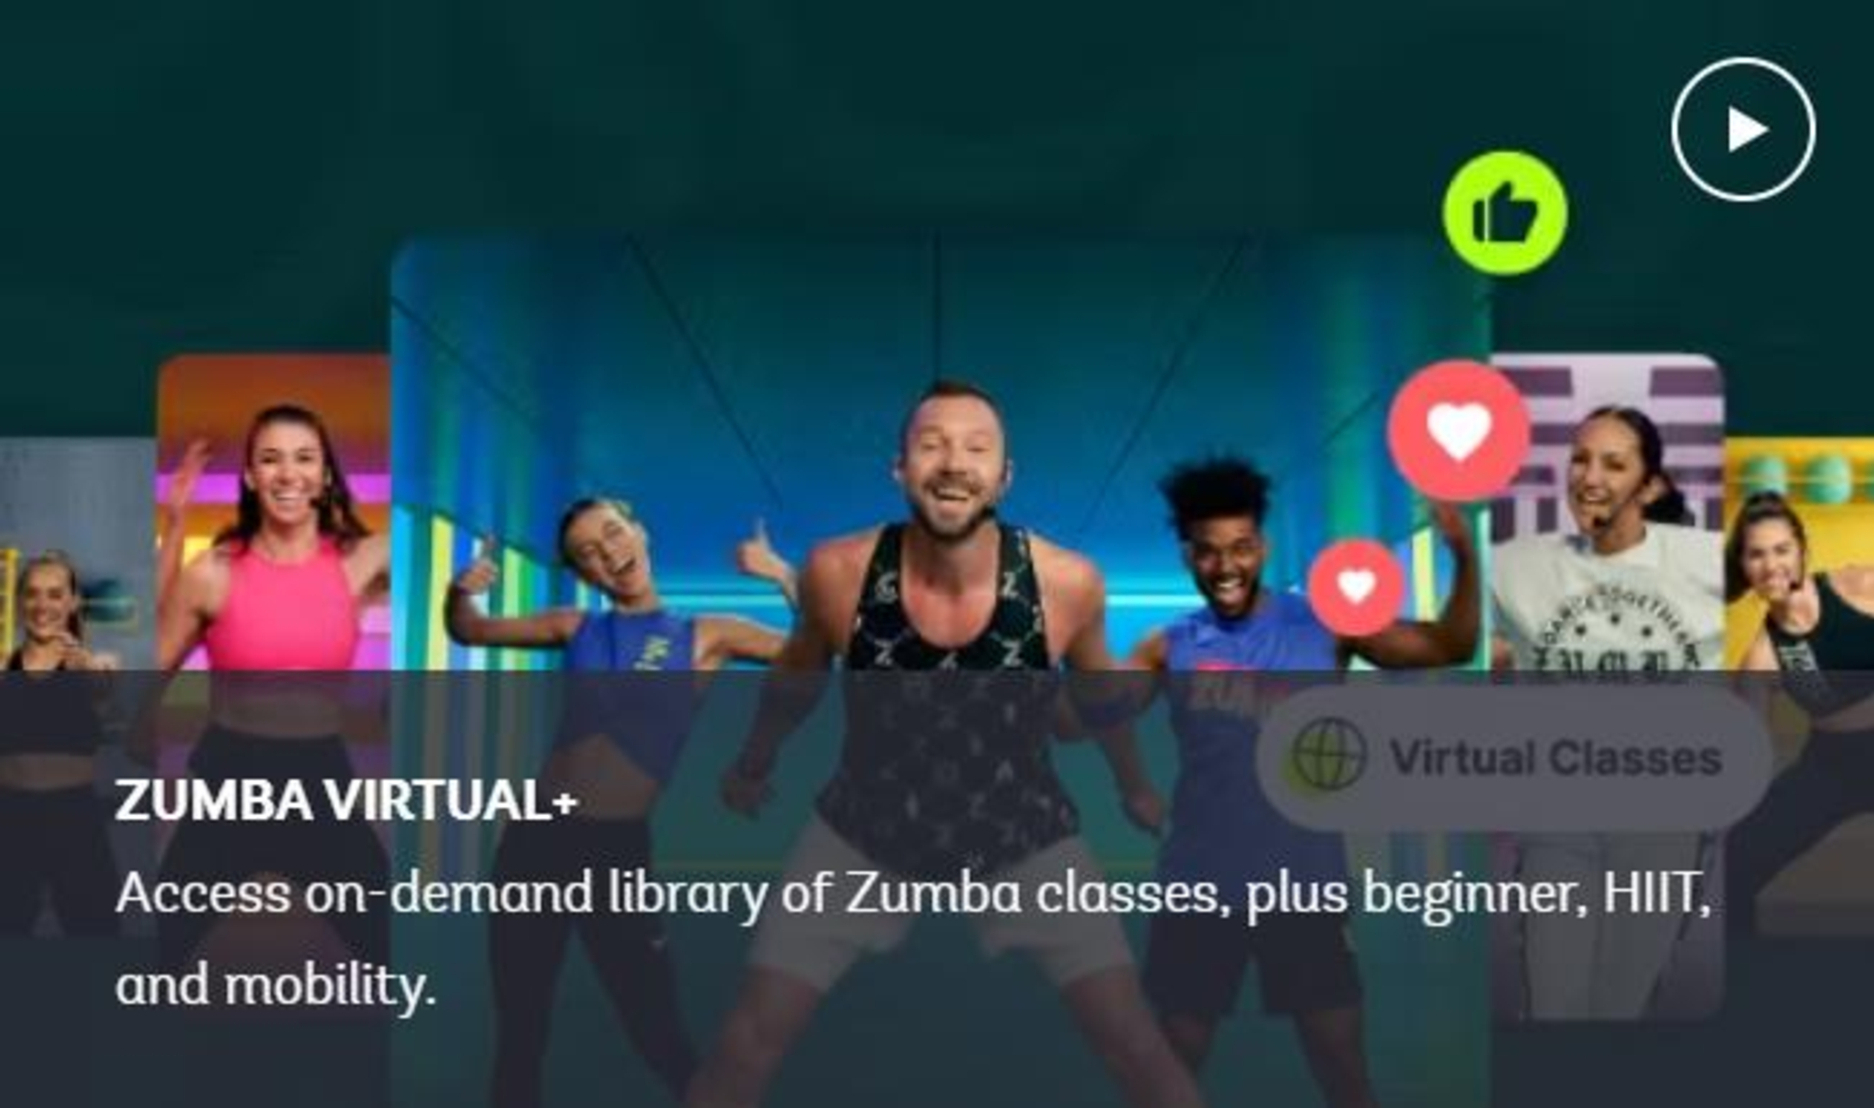 Virtual Classes
ZUMBA VIRTUAL+
Access on-demand library of Zumba classes, plus beginner, HIIT,
and mobility.